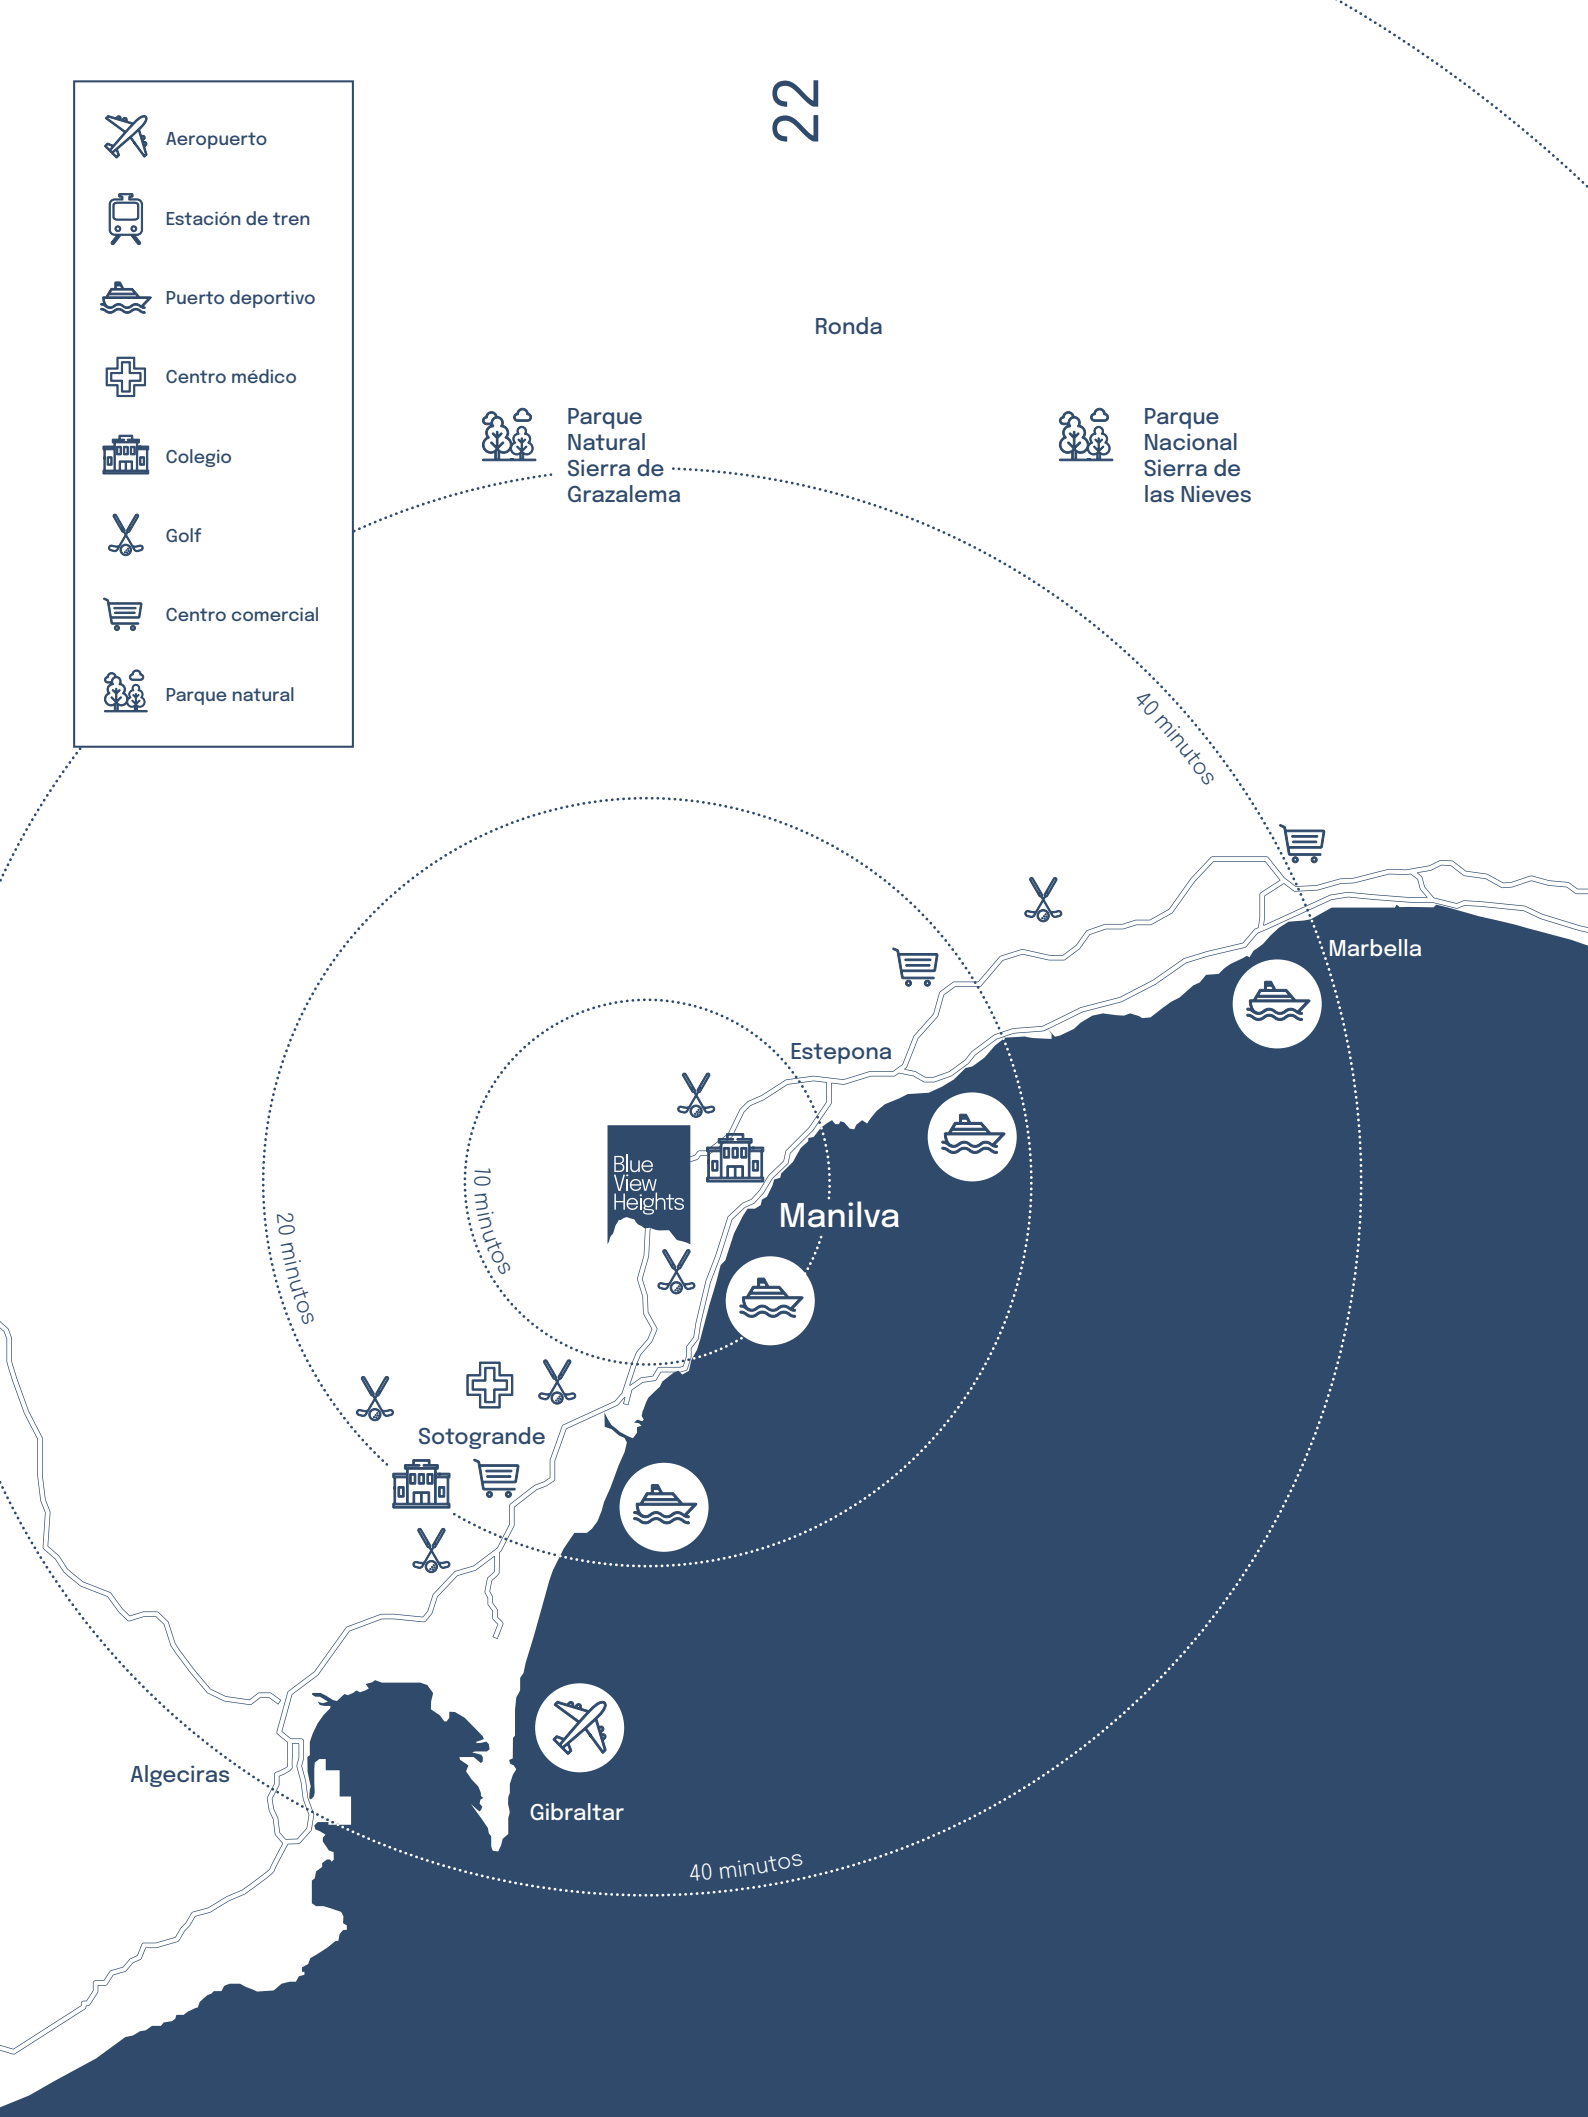 22
Aeropuerto
Estación de tren
Puerto deportivo
Centro médico
Colegio
Golf
Centro comercial
Parque natural
Ronda
Parque
Natural
Sierra de
Grazalema
Parque
Nacional
Sierra de
las Nieves
40 minutos
Marbella
Estepona
Blue
View
Heights
10 minutos
20 minutos
Manilva
Sotogrande
Algeciras
Gibraltar
40 minutos